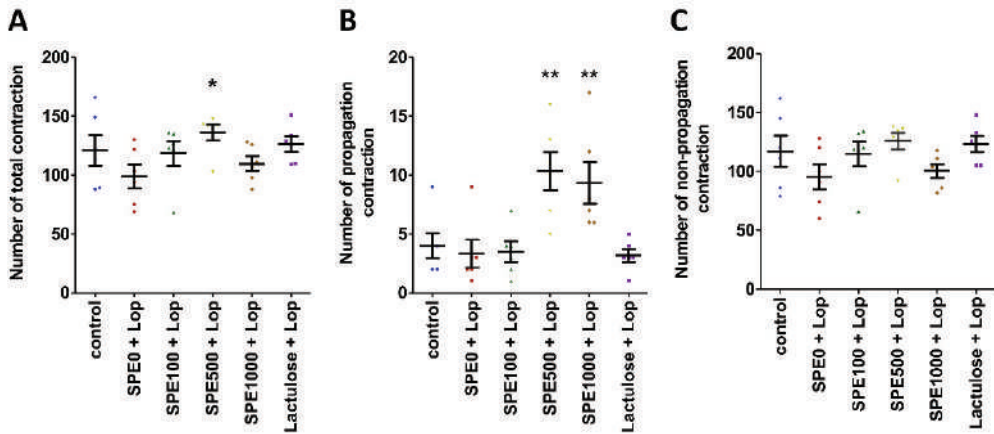 A
Number of total contraction
200
150
100
50
0
*
control
SPE0 + Lop
SPE100 + Lop
SPE500 + Lop
SPE1000 + Lop
Lactulose + Lop
B
Number of propagation
contraction
20
15
10
5
0
**
**
control
SPE0 + Lop
SPE100 + Lop
SPE500 + Lop
SPE1000 + Lop
Lactulose + Lop
C
Number of non-propagation
contraction
200
150
100
50
0
control
SPE0 + Lop
SPE100 + Lop
SPE500 + Lop
SPE1000 + Lop
Lactulose + Lop